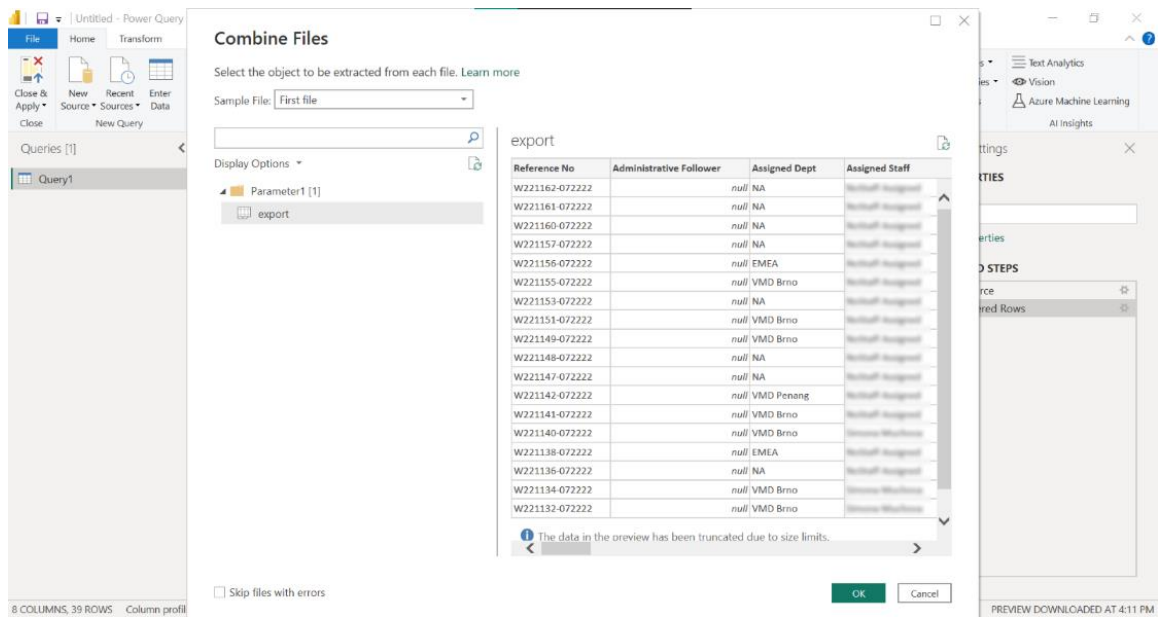 Untitled - Power Query
File Home Transform
Close & Apply
New Source
Recent Sources
Enter Data
Close
New Query
Queries [1]
Query1
Combine Files
Select the object to be extracted from each file. Learn more
Sample File: First file
Display Options
Parameter1 [1]
export
export
Reference No Administrative Follower Assigned Dept Assigned Staff
W221162-072222 null NA
W221161-072222 null NA
W221160-072222 null NA
W221157-072222 null NA
W221156-072222 null EMEA
W221155-072222 null VMD Brno
W221153-072222 null NA
W221151-072222 null VMD Brno
W221149-072222 null VMD Brno
W221148-072222 null NA
W221147-072222 null NA
W221142-072222 null VMD Penang
W221141-072222 null VMD Brno
W221140-072222 null VMD Brno
W221138-072222 null EMEA
W221136-072222 null NA
W221134-072222 null VMD Brno
W221132-072222 null VMD Brno
The data in the preview has been truncated due to size limits.
Skip files with errors
OK Cancel
Text Analytics
Vision
Azure Machine Learning
AI Insights
ttings
RTIES
erties
D STEPS
rce
ered Rows
8 COLUMNS, 39 ROWS Column profil
PREVIEW DOWNLOADED AT 4:11 PM